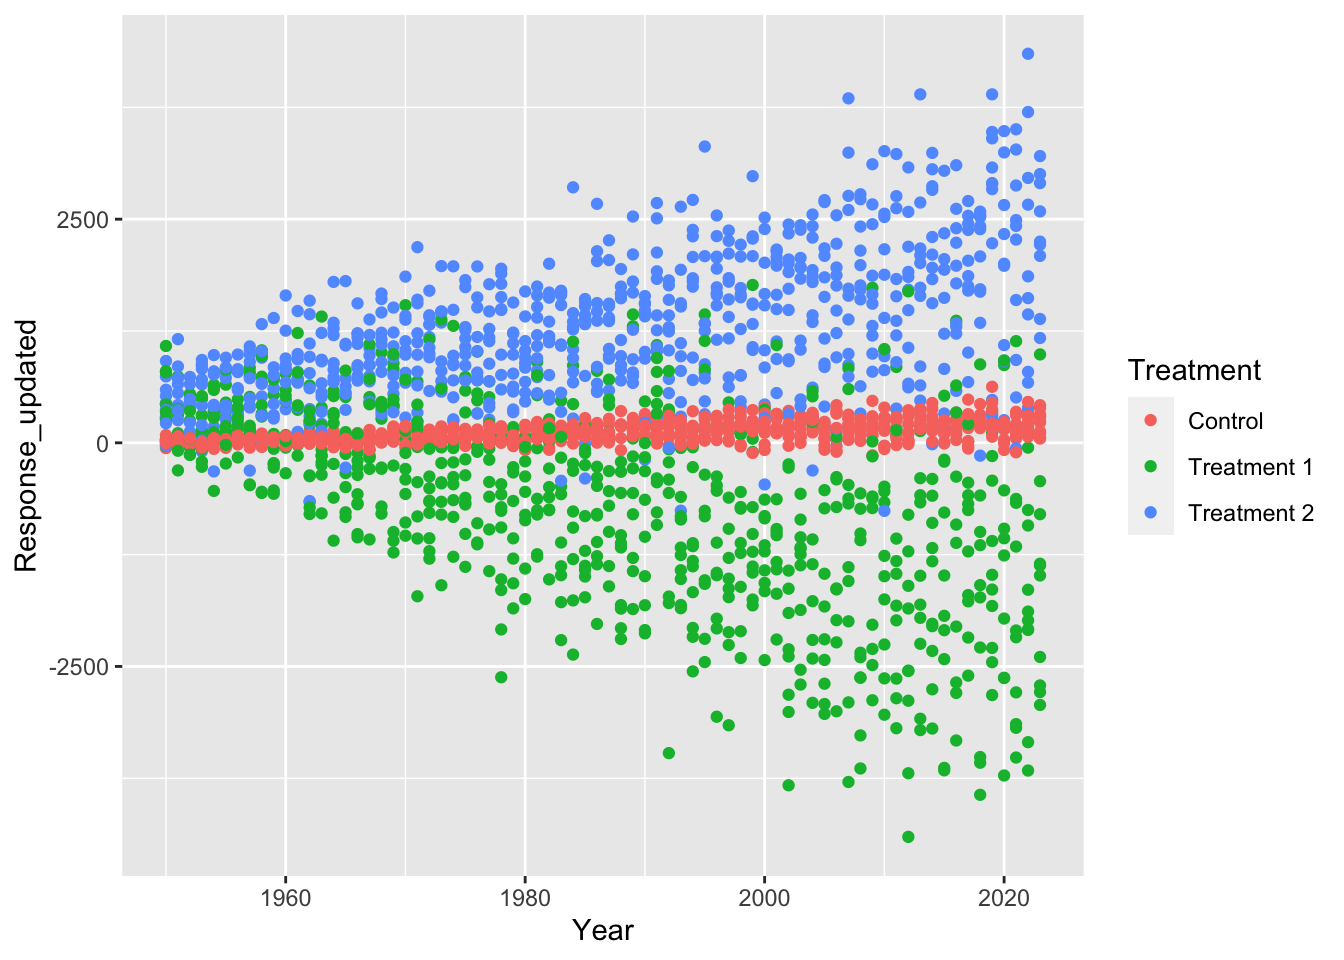 Response_updated
2500
0
-2500
1960 1980 2000 2020
Year
Treatment
Control
Treatment 1
Treatment 2